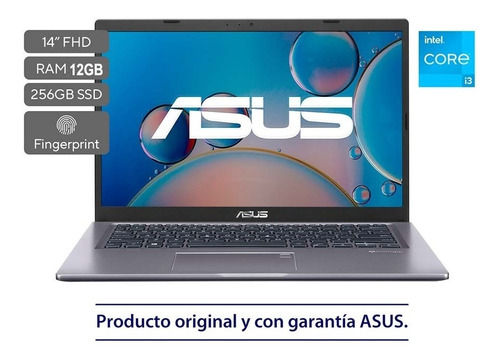 14" FHD
RAM 12GB
256GB SSD
Fingerprint
intel.
CORE
i3
ASUS
ASUS
Producto original y con garantía ASUS.